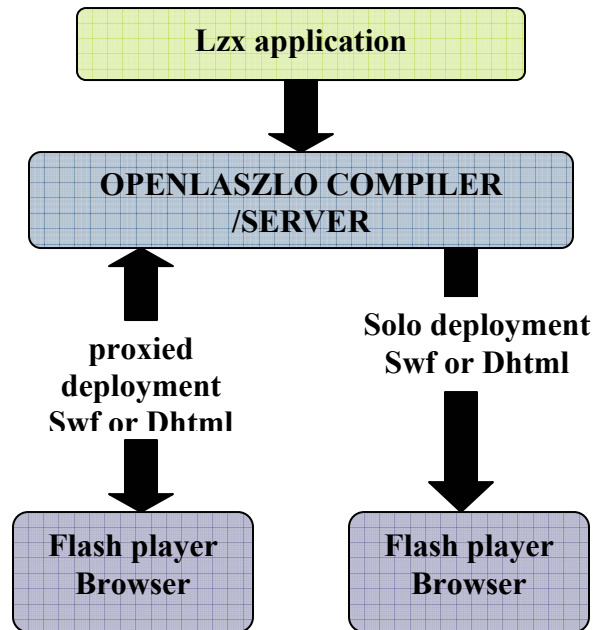 Lzx application
OPENLASZLO COMPILER
/SERVER
proxied
deployment
Swf or Dhtml
Solo deployment
Swf or Dhtml
Flash player
Browser
Flash player
Browser